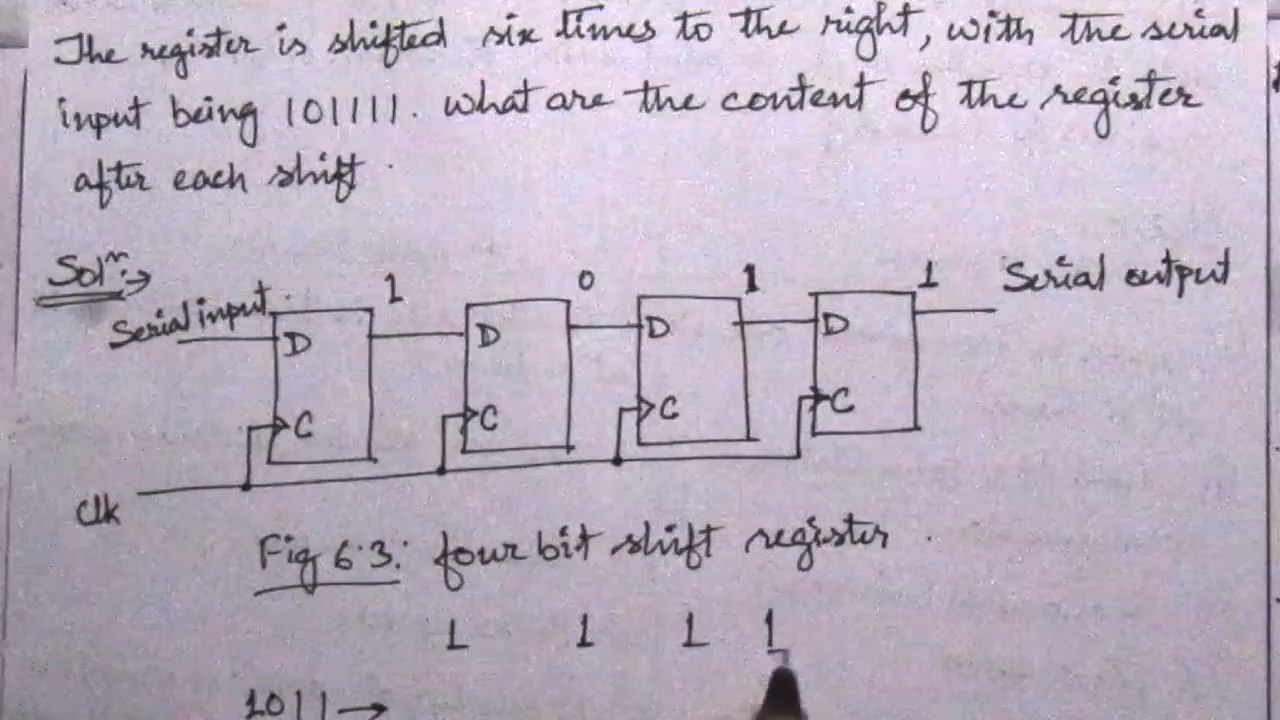 The register is shifted six times to the right, with the serial
input being 101111. what are the content of the register
after each shift.
Solⁿ:→
Serial input.
1 0 1 1 Serial output
D D D D
C C C C
Clk
Fig 6.3: four bit shift register.
1 1 1 1
1011→